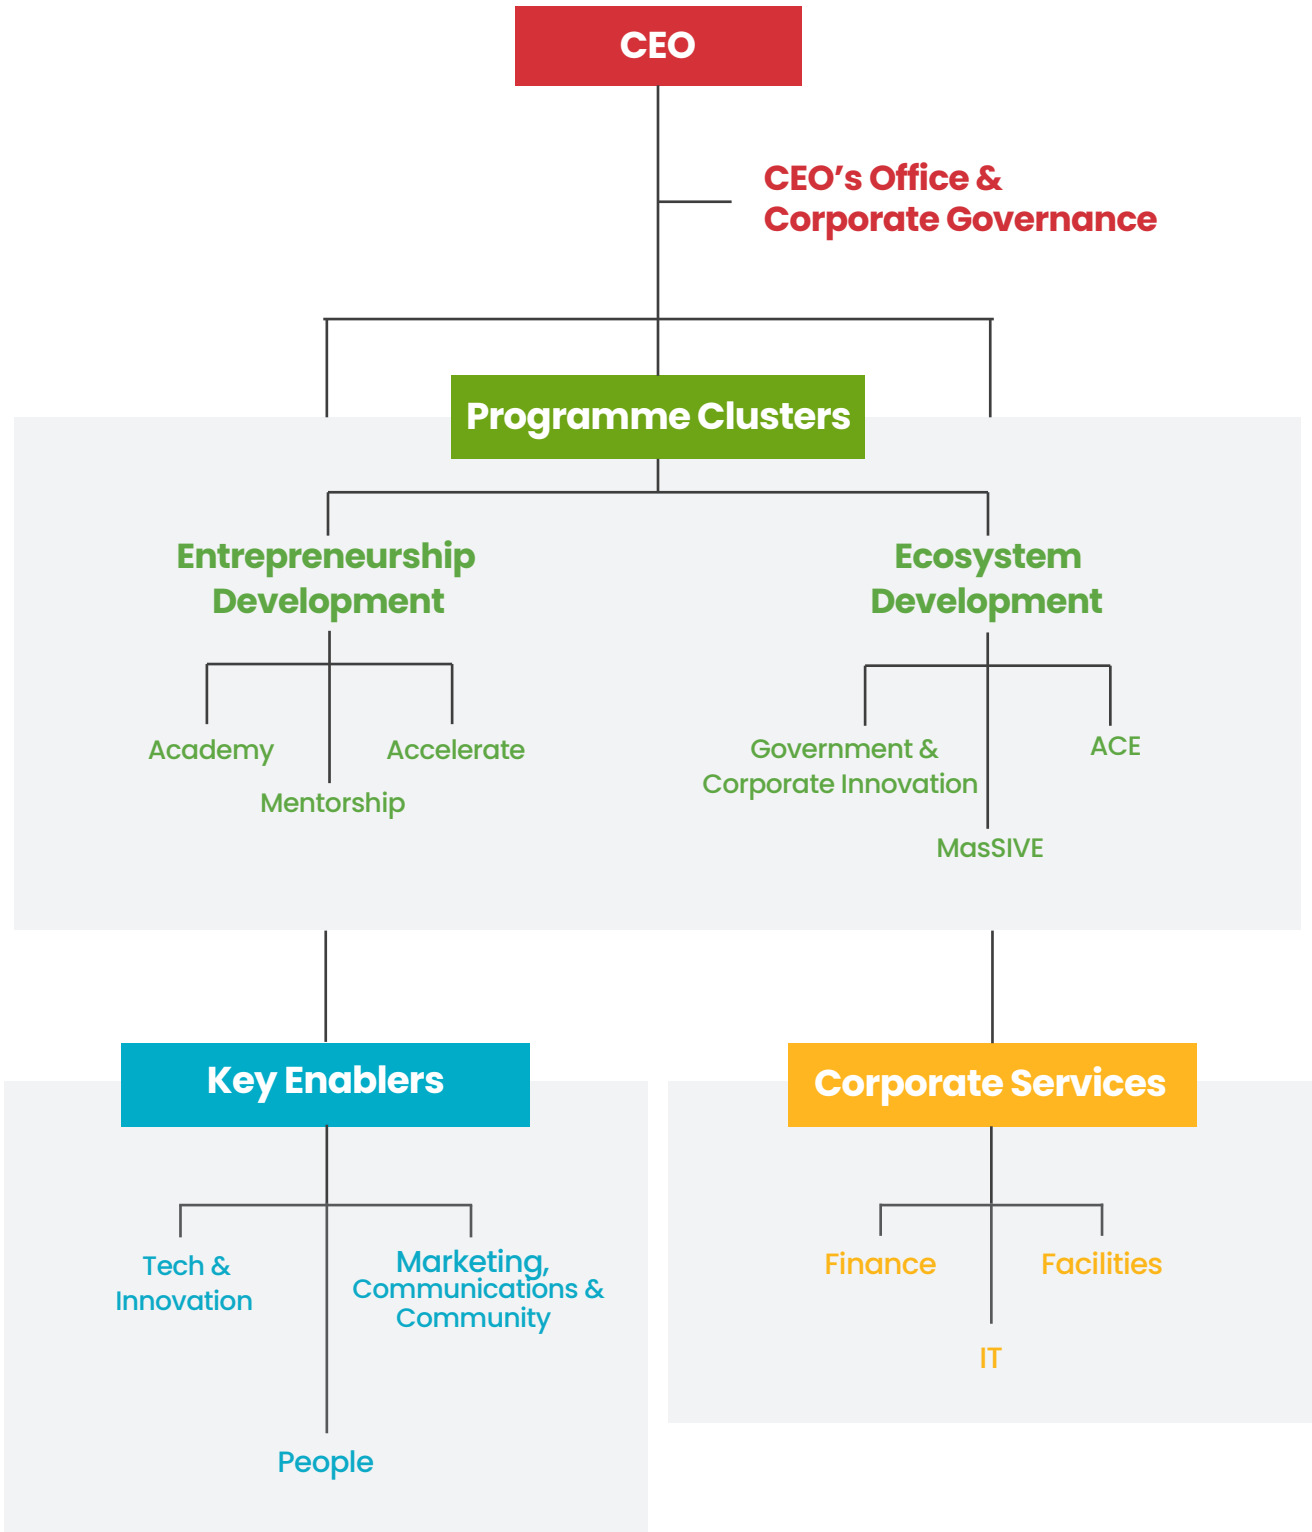 CEO
CEO’s Office &
Corporate Governance
Programme Clusters
Entrepreneurship
Development
Academy
Accelerate
Mentorship
Ecosystem
Development
Government &
Corporate Innovation
ACE
MasSIVE
Key Enablers
Tech &
Innovation
Marketing,
Communications &
Community
People
Corporate Services
Finance
Facilities
IT